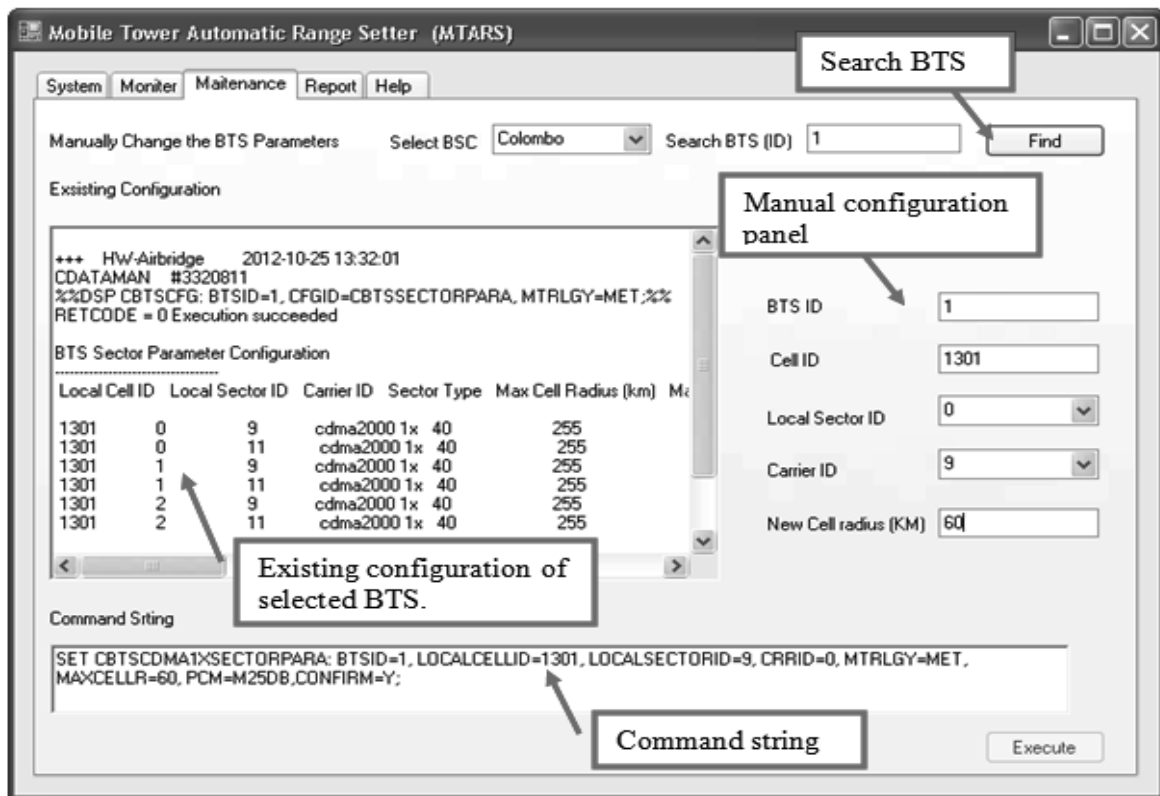 Mobile Tower Automatic Range Setter (MTARS)
Search BTS
System Moniter Maitenance Report Help
Manually Change the BTS Parameters Select BSC Colombo Search BTS (ID) 1 Find
Exsisting Configuration
Manual configuration
panel
+++ HW-Airbridge 2012-10-25 13:32:01
CDATAMAN #3320811
%%DSP CBTSCFG: BTSID=1, CFGID=CBTSSECTORPARA, MTRLGY=MET;%%
RETCODE = 0 Execution succeeded
BTS Sector Parameter Configuration
-----------------------------------
Local Cell ID Local Sector ID Carrier ID Sector Type Max Cell Radius (km) Ma
1301 0 9 cdma2000 1x 40 255
1301 0 11 cdma2000 1x 40 255
1301 1 9 cdma2000 1x 40 255
1301 1 11 cdma2000 1x 40 255
1301 2 9 cdma2000 1x 40 255
1301 2 11 cdma2000 1x 40 255
BTS ID 1
Cell ID 1301
Local Sector ID 0
Carrier ID 9
New Cell radius (KM) 60
Existing configuration of
selected BTS.
Command Srting
SET CBTSCDMA1XSECTORPARA: BTSID=1, LOCALCELLID=1301, LOCALSECTORID=9, CRRID=0, MTRLGY=MET,
MAXCELLR=60, PCM=M25DB,CONFIRM=Y;
Command string
Execute